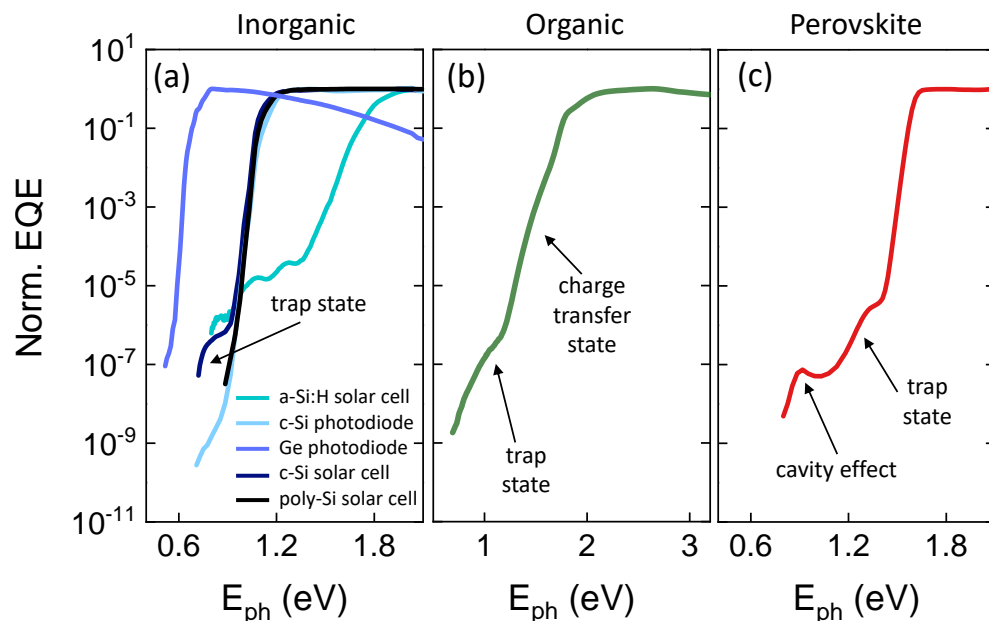 Inorganic
Organic
Perovskite
(a)
(b)
(c)
Norm. EQE
10^1
10^-1
10^-3
10^-5
10^-7
10^-9
10^-11
trap state
a-Si:H solar cell
c-Si photodiode
Ge photodiode
c-Si solar cell
poly-Si solar cell
charge
transfer
state
trap
state
trap
state
cavity effect
0.6 1.2 1.8
1 2 3
0.6 1.2 1.8
E_ph (eV)
E_ph (eV)
E_ph (eV)